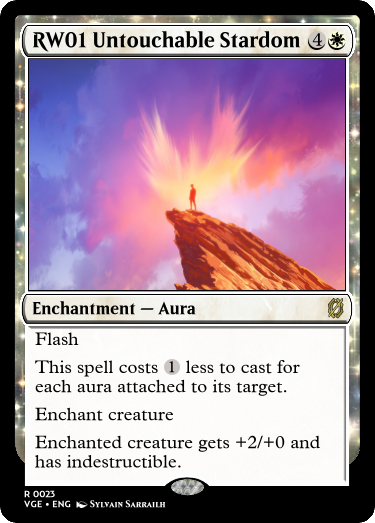 RW01 Untouchable Stardom 4
Enchantment — Aura
Flash
This spell costs 1 less to cast for
each aura attached to its target.
Enchant creature
Enchanted creature gets +2/+0 and
has indestructible.
R 0023
VGE • ENG Sylvain Sarrailh